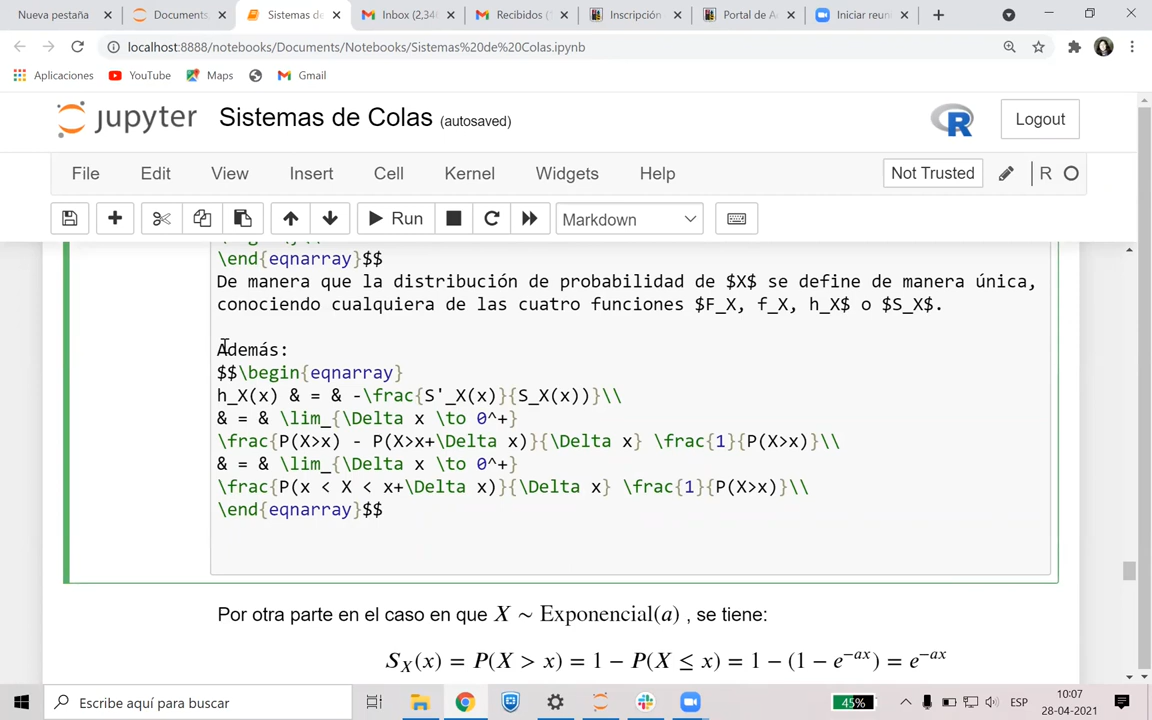 Nueva pestaña
Documents
Sistemas de
Inbox (2,34
Recibidos (
Inscripción
Portal de A
Iniciar reun
localhost:8888/notebooks/Documents/Notebooks/Sistemas%20de%20Colas.ipynb
Aplicaciones
YouTube
Maps
Gmail
jupyter
Sistemas de Colas (autosaved)
R
Logout
File
Edit
View
Insert
Cell
Kernel
Widgets
Help
Not Trusted
R
Run
Markdown
\end{eqnarray}$$
De manera que la distribución de probabilidad de $X$ se define de manera única,
conociendo cualquiera de las cuatro funciones $F_X, f_X, h_X$ o $S_X$.
Además:
$$\begin{eqnarray}
h_X(x) & = & -\frac{S'_X(x)}{S_X(x))}\\
& = & \lim_{\Delta x \to 0^+}
\frac{P(X>x) - P(X>x+\Delta x)}{\Delta x} \frac{1}{P(X>x)}\\
& = & \lim_{\Delta x \to 0^+}
\frac{P(x < X < x+\Delta x)}{\Delta x} \frac{1}{P(X>x)}\\
\end{eqnarray}$$
Por otra parte en el caso en que X ∼ Exponencial(a) , se tiene:
S_X(x) = P(X > x) = 1 − P(X ≤ x) = 1 − (1 − e^{−ax}) = e^{−ax}
Escribe aquí para buscar
45%
ESP
10:07
28-04-2021